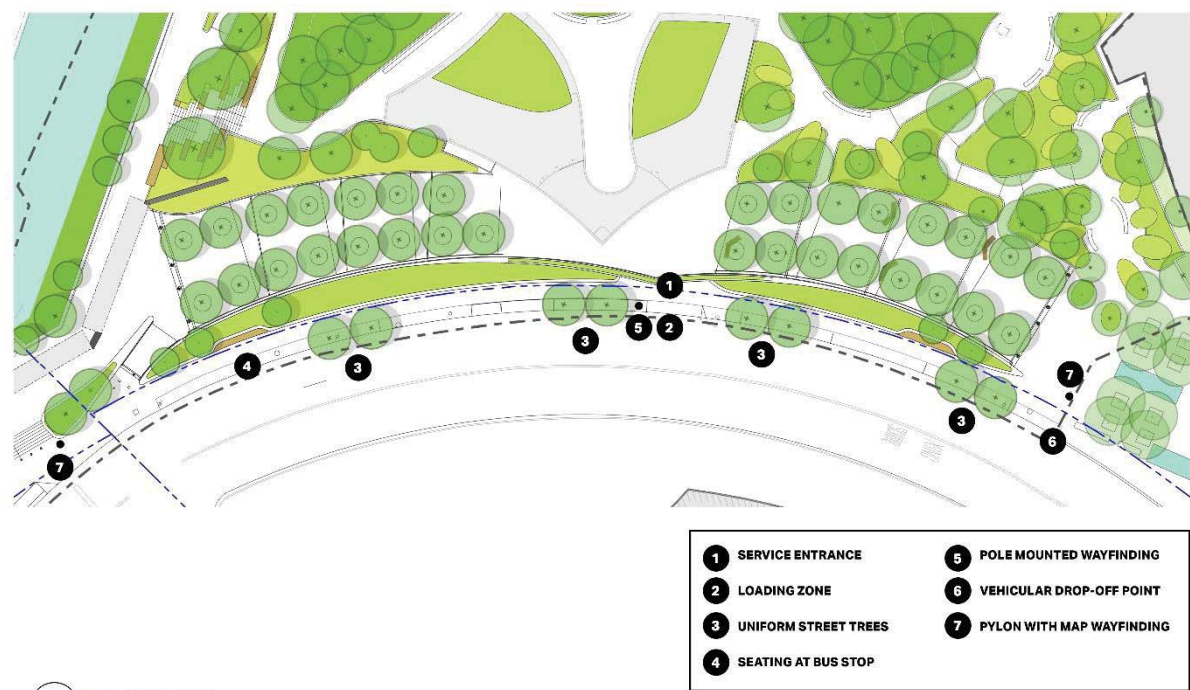 1
5
2
3
3
4
3
7
3
6
7
1 SERVICE ENTRANCE
2 LOADING ZONE
3 UNIFORM STREET TREES
4 SEATING AT BUS STOP
5 POLE MOUNTED WAYFINDING
6 VEHICULAR DROP-OFF POINT
7 PYLON WITH MAP WAYFINDING